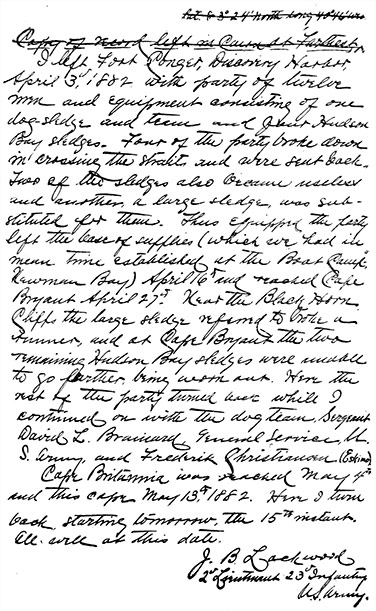 Lat. 83° 24' North Long 40° 46' W.
Copy of record left in Cairn at Farthest.
I left Fort Conger, Discovery Harbor
April 3d, 1882 with party of twelve
men and equipment consisting of one
dog sledge and team and four Hudson
Bay sledges. Four of the party broke down
in crossing the straits and were sent back.
Two of the sledges also became useless
and another, a large sledge, was sub-
stituted for them. Thus equipped the party
left the base of supplies (which we had in
mean time established at the Boat Camp,
Newman Bay) April 16th and reached Cape
Bryant April 27th. Near the Black Horn
Cliffs the large sledge refered to broke a
runner, and at Cape Bryant the two
remaining Hudson Bay sledges were unable
to go farther, being worn out. Here the
rest of the party turned back while I
continued on with the dog team, Sergeant
David L. Brainard, General Service, U.
S. Army and Frederik Christiansen (Eskimo)
Cape Britannia was reached May 4th
and this cape May 13th 1882. Here I turn
back, starting tomorrow, the 15th instant.
All well at this date.
J. B. Lockwood
2d Lieutenant 23d Infantry
U.S. Army.